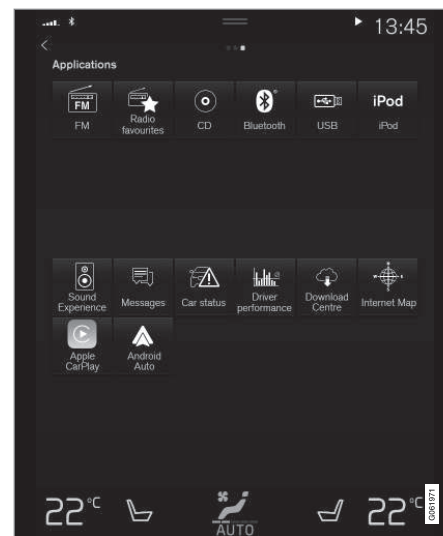 13:45
Applications
FM
iPod
FM
Radio
favourites
CD
Bluetooth
USB
iPod
Sound
Experience
Messages
Car status
Driver
performance
Download
Centre
Internet Map
Apple
CarPlay
Android
Auto
22°C
AUTO
22°C
G061971